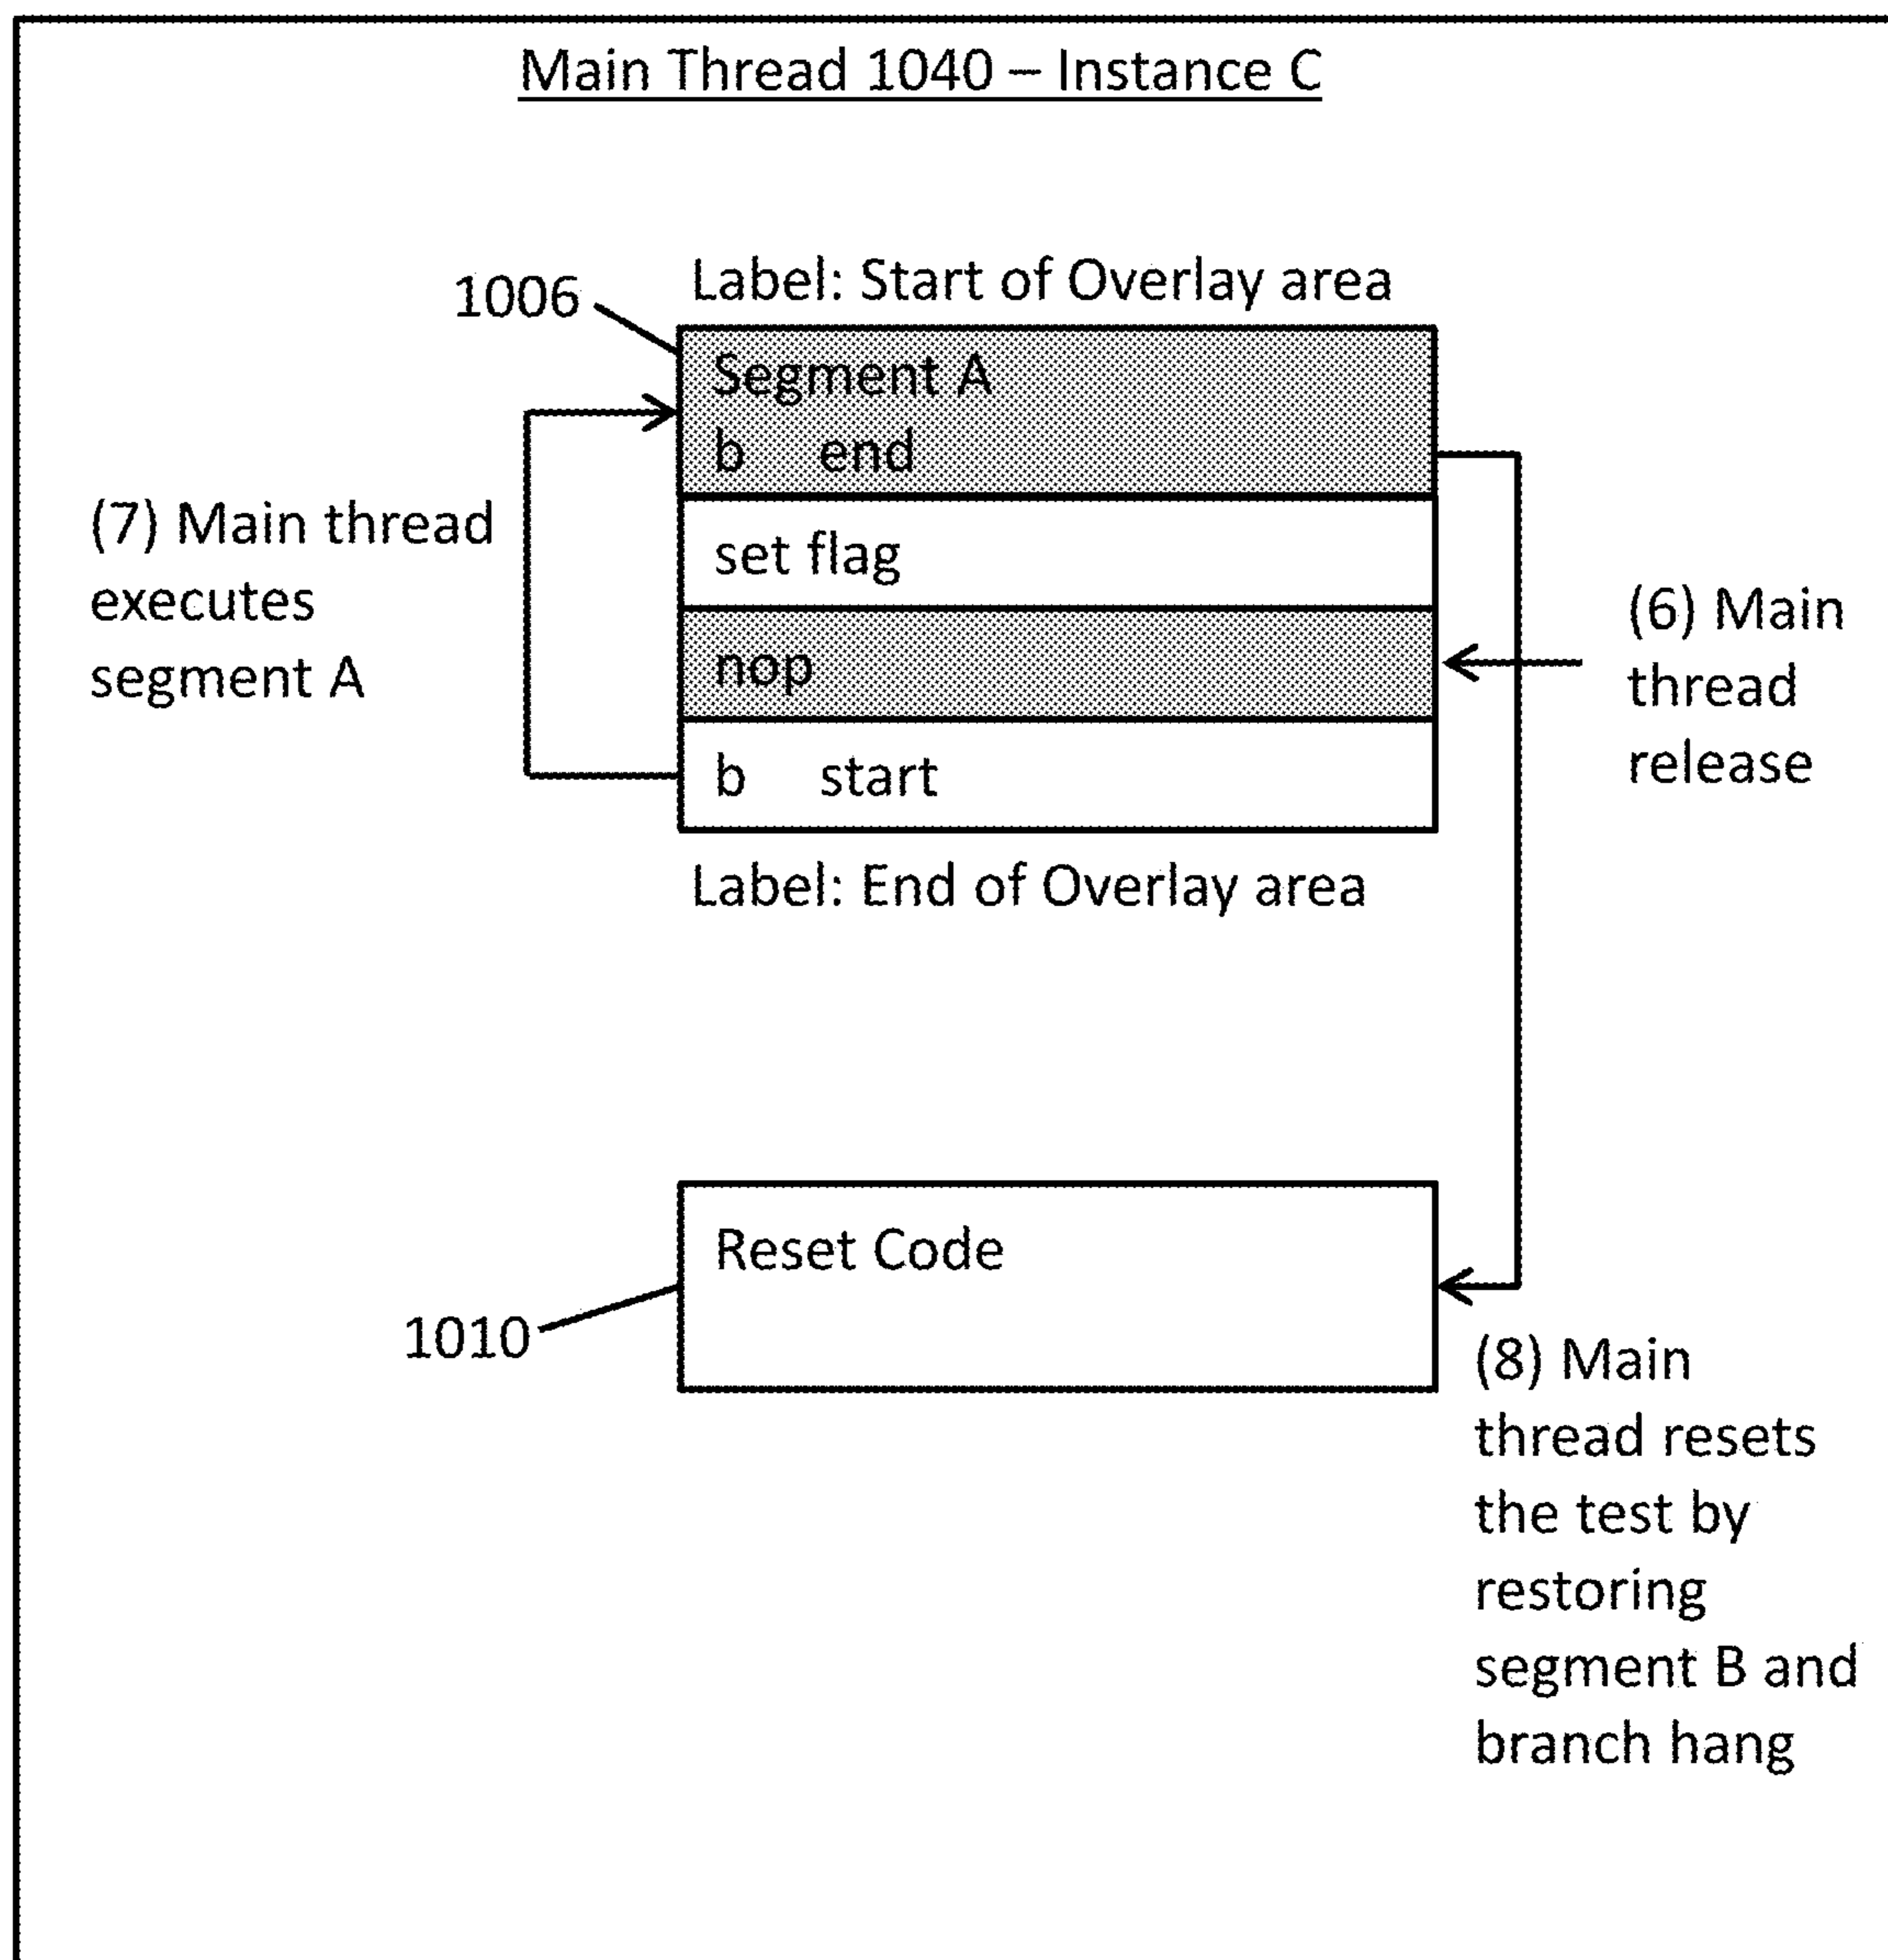 Main Thread 1040 – Instance C
1006
Label: Start of Overlay area
Segment A
b end
(7) Main thread
executes
segment A
set flag
nop
b start
(6) Main
thread
release
Label: End of Overlay area
Reset Code
1010
(8) Main
thread resets
the test by
restoring
segment B and
branch hang